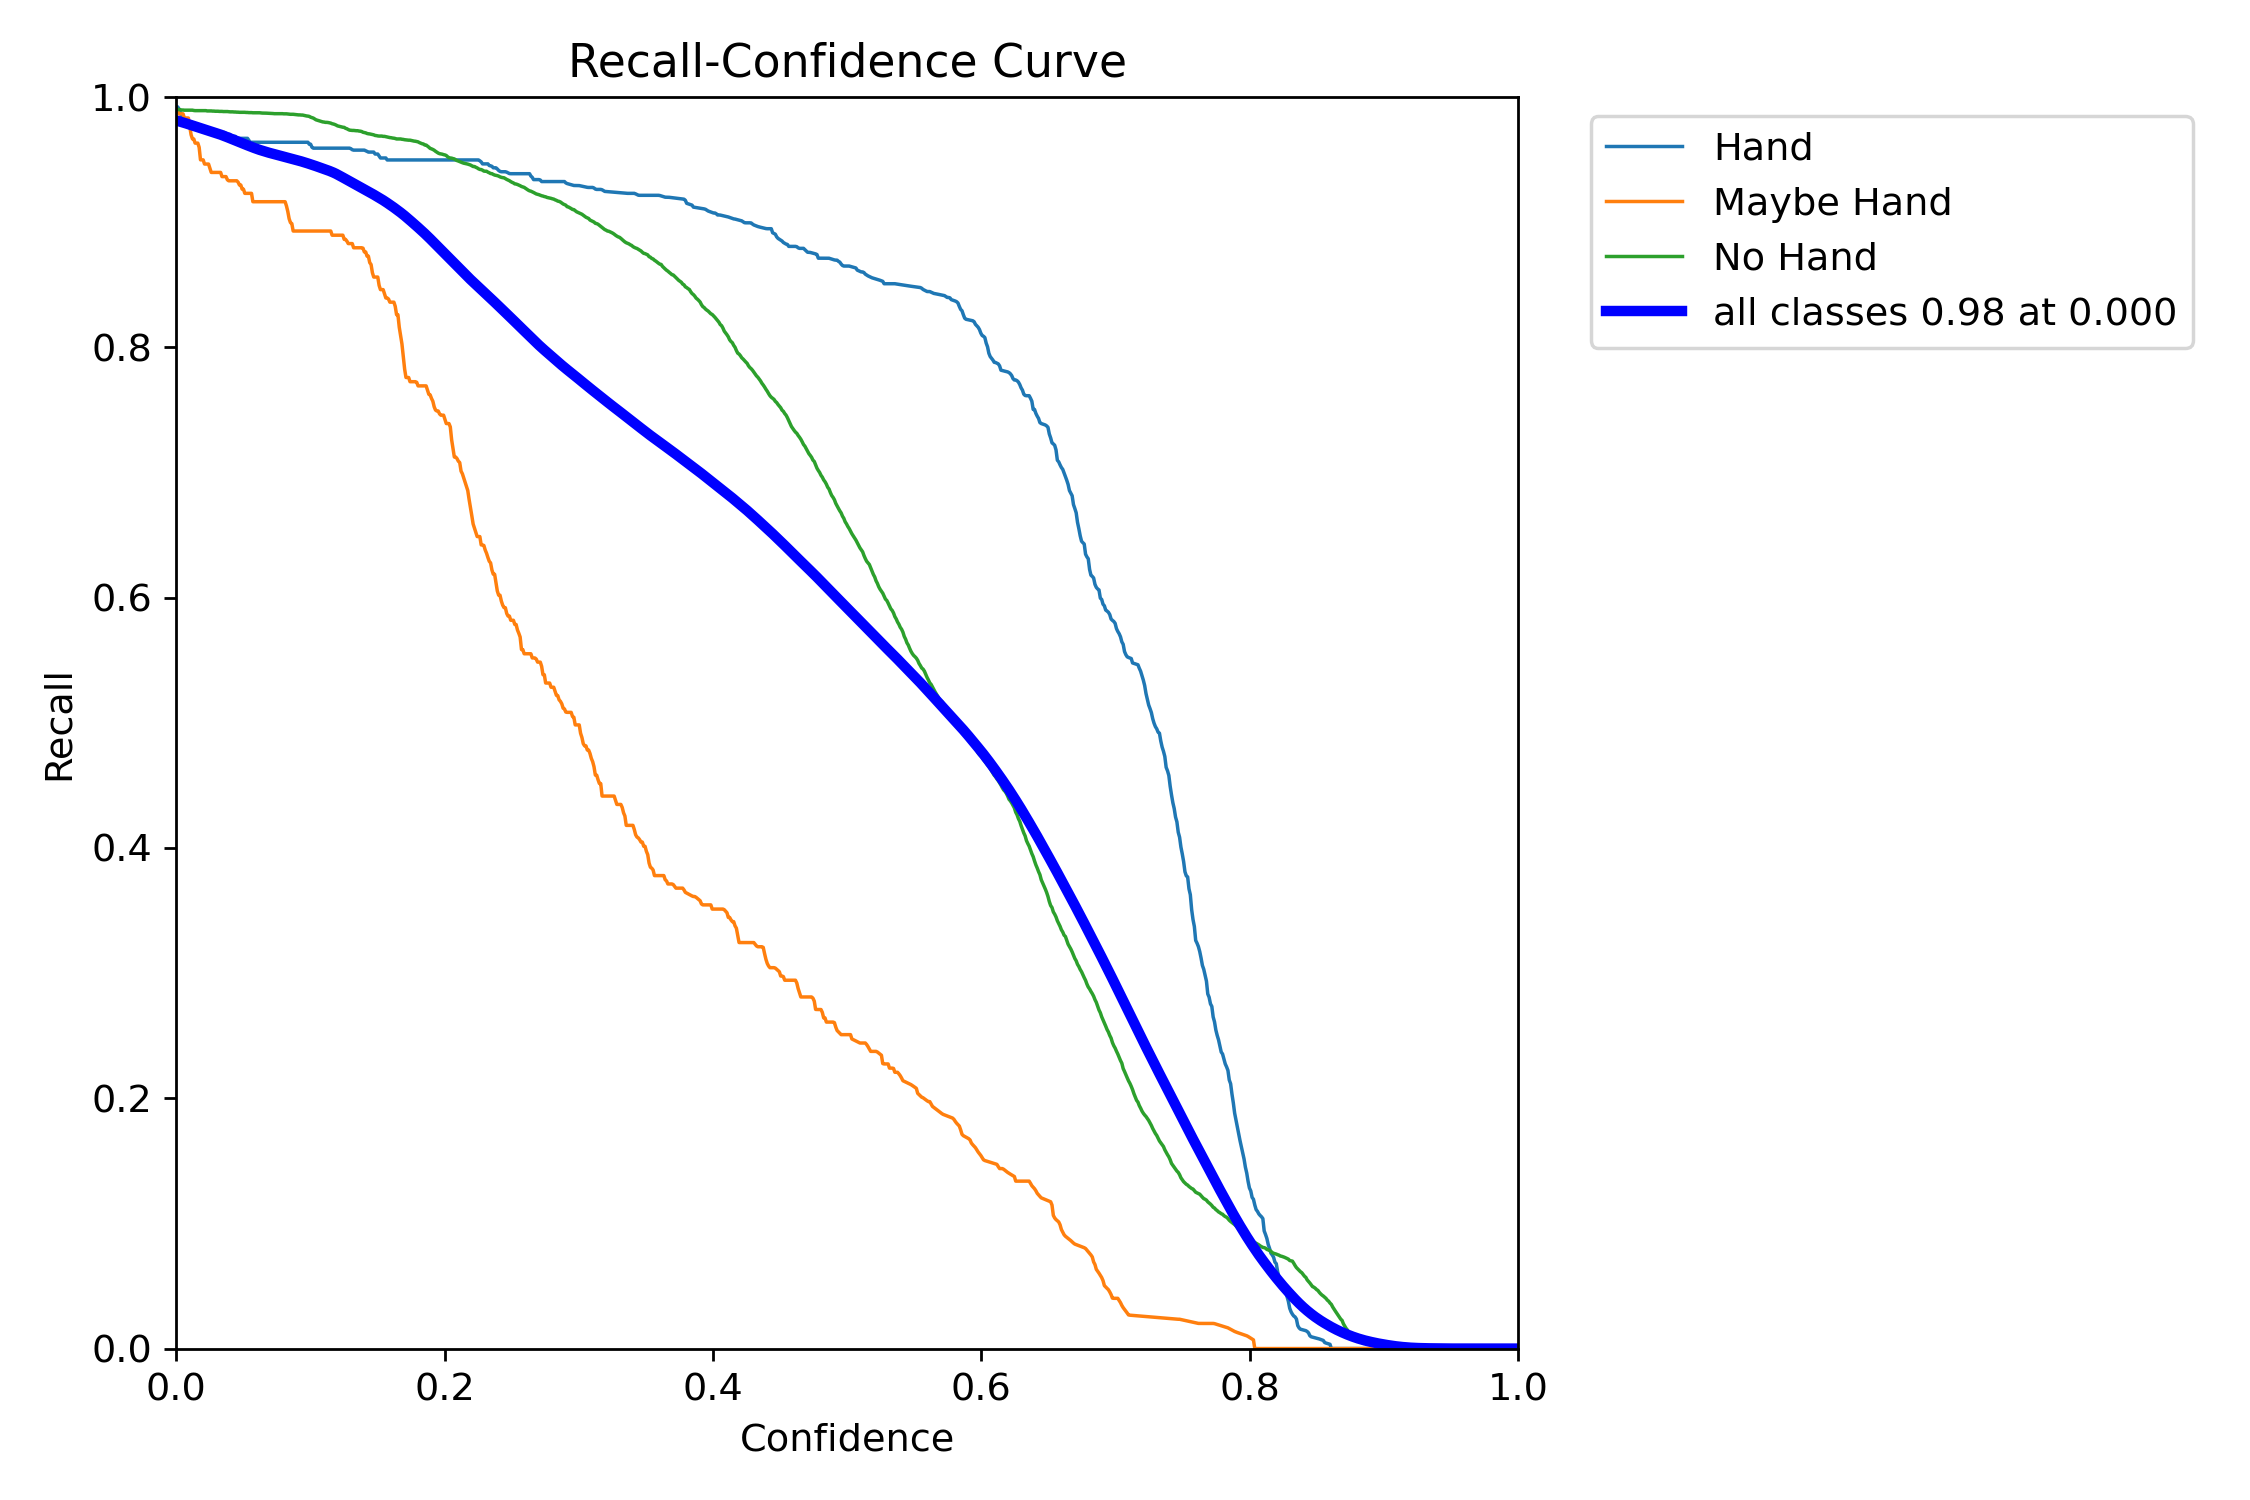 Recall-Confidence Curve
1.0
0.8
0.6
0.4
0.2
0.0
Recall
0.0 0.2 0.4 0.6 0.8 1.0
Confidence
Hand
Maybe Hand
No Hand
all classes 0.98 at 0.000